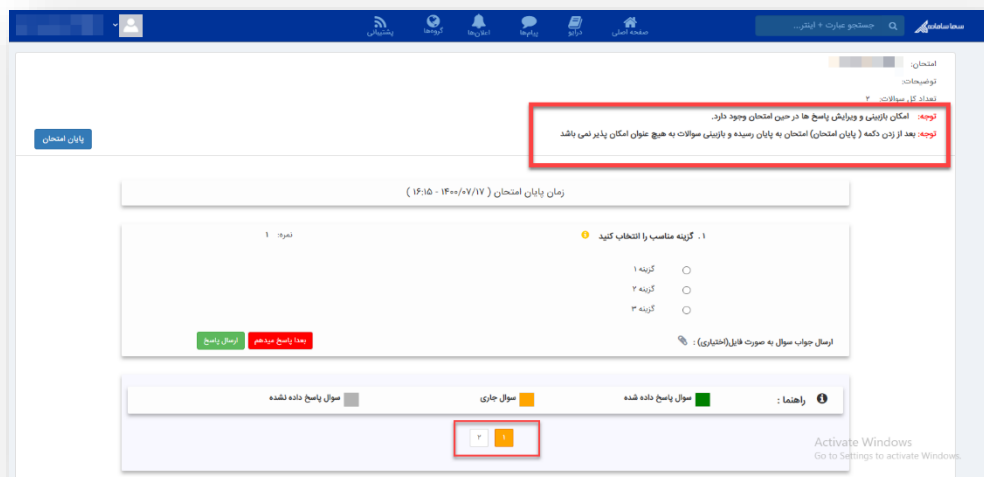 سماسامانه
جستجو عبارت + اینتر...
صفحه اصلی
درایو
پیام‌ها
اعلان‌ها
گروه‌ها
پشتیبانی
امتحان:
توضیحات:
تعداد کل سوالات: ۲
توجه: امکان بازبینی و ویرایش پاسخ ها در حین امتحان وجود دارد.
توجه: بعد از زدن دکمه ( پایان امتحان) امتحان به پایان رسیده و بازبینی سوالات به هیچ عنوان امکان پذیر نمی باشد
پایان امتحان
زمان پایان امتحان ( ۱۴۰۰/۰۷/۱۷ - ۱۶:۱۵ )
۱. گزینه مناسب را انتخاب کنید
نمره: ۱
گزینه ۱
گزینه ۲
گزینه ۳
ارسال جواب سوال به صورت فایل(اختیاری) :
بعدا پاسخ میدهم
ارسال پاسخ
راهنما :
سوال پاسخ داده شده
سوال جاری
سوال پاسخ داده نشده
۱ ۲
Activate Windows
Go to Settings to activate Windows.